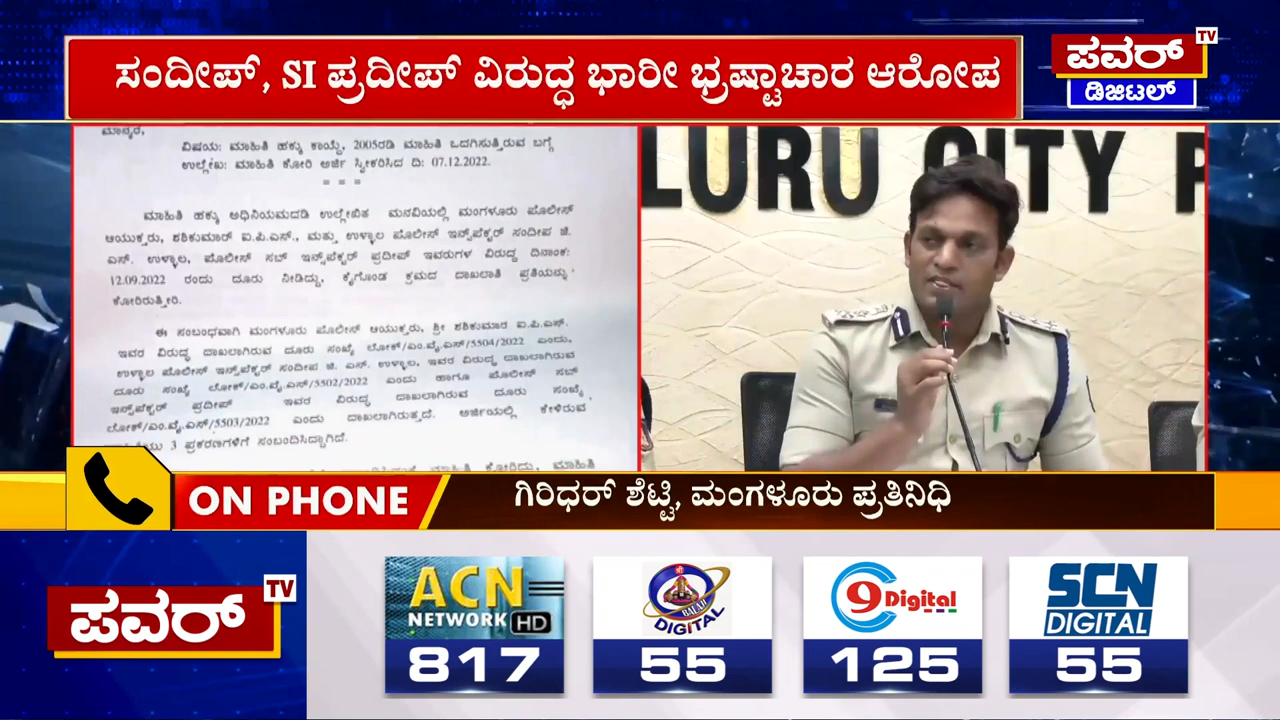 ಸಂದೀಪ್, SI ಪ್ರದೀಪ್ ವಿರುದ್ಧ ಭಾರೀ ಭ್ರಷ್ಟಾಚಾರ ಆರೋಪ
ಪವರ್ TV
ಡಿಜಿಟಲ್
ಮಾನ್ಯರೆ,
ವಿಷಯ: ಮಾಹಿತಿ ಹಕ್ಕು ಕಾಯ್ದೆ, 2005ರಡಿ ಮಾಹಿತಿ ಒದಗಿಸುತ್ತಿರುವ ಬಗ್ಗೆ
ಉಲ್ಲೇಖ: ಮಾಹಿತಿ ಕೋರಿ ಅರ್ಜಿ ಸ್ವೀಕರಿಸಿದ ದಿ: 07.12.2022.
= = =
ಮಾಹಿತಿ ಹಕ್ಕು ಅಧಿನಿಯಮದಡಿ ಉಲ್ಲೇಖಿತ ಮನವಿಯಲ್ಲಿ ಮಂಗಳೂರು ಪೊಲೀಸ್
ಆಯುಕ್ತರು, ಶಶಿಕುಮಾರ್ ಐ.ಪಿ.ಎಸ್., ಮತ್ತು ಉಳ್ಳಾಲ ಪೊಲೀಸ್ ಇನ್ಸ್‌ಪೆಕ್ಟರ್ ಸಂದೀಪ ಜಿ.
ಎಸ್. ಉಳ್ಳಾಲ, ಪೊಲೀಸ್ ಸಬ್ ಇನ್ಸ್‌ಪೆಕ್ಟರ್ ಪ್ರದೀಪ್ ಇವರುಗಳ ವಿರುದ್ಧ ದಿನಾಂಕ:
12.09.2022 ರಂದು ದೂರು ನೀಡಿದ್ದು, ಕೈಗೊಂಡ ಕ್ರಮದ ದಾಖಲಾತಿ ಪ್ರತಿಯನ್ನು
ಕೋರಿರುತ್ತೀರಿ.
ಈ ಸಂಬಂಧವಾಗಿ ಮಂಗಳೂರು ಪೊಲೀಸ್ ಆಯುಕ್ತರು, ಶ್ರೀ ಶಶಿಕುಮಾರ ಐ.ಪಿ.ಎಸ್.
ಇವರ ವಿರುದ್ಧ ದಾಖಲಾಗಿರುವ ದೂರು ಸಂಖ್ಯೆ ಲೋಕ್/ಎಂ.ವೈ.ಎಸ್/5504/2022 ಎಂದು,
ಉಳ್ಳಾಲ ಪೊಲೀಸ್ ಇನ್ಸ್‌ಪೆಕ್ಟರ್ ಸಂದೀಪ ಜಿ. ಎಸ್. ಉಳ್ಳಾಲ, ಇವರ ವಿರುದ್ಧ ದಾಖಲಾಗಿರುವ
ದೂರು ಸಂಖ್ಯೆ ಲೋಕ್/ಎಂ.ವೈ.ಎಸ್/5502/2022 ಎಂದು ಹಾಗೂ ಪೊಲೀಸ್ ಸಬ್
ಇನ್ಸ್‌ಪೆಕ್ಟರ್ ಪ್ರದೀಪ್ ಇವರ ವಿರುದ್ಧ ದಾಖಲಾಗಿರುವ ದೂರು ಸಂಖ್ಯೆ
ಲೋಕ್/ಎಂ.ವೈ.ಎಸ್/5503/2022 ಎಂದು ದಾಖಲಾಗಿರುತ್ತದೆ. ಅರ್ಜಿಯಲ್ಲಿ ಕೇಳಿರುವ
3 ಪ್ರಕರಣಗಳಿಗೆ ಸಂಬಂದಿಸಿದ್ದಾಗಿದೆ.
ಮಾಹಿತಿ ಕೋರಿದ್ದು, ಮಾಹಿತಿ
LURU CITY P
ON PHONE
ಗಿರಿಧರ್ ಶೆಟ್ಟಿ, ಮಂಗಳೂರು ಪ್ರತಿನಿಧಿ
ಪವರ್ TV
ACN NETWORK HD
817
श्री
BALAJI
DIGITAL
55
9 Digital
125
SCN DIGITAL
55